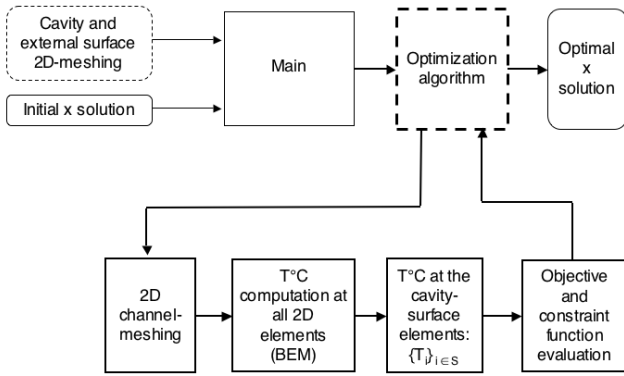 Cavity and
external surface
2D-meshing
Initial x solution
Main
Optimization
algorithm
Optimal
x
solution
2D
channel-
meshing
T°C
computation at
all 2D
elements
(BEM)
T°C at the
cavity-
surface
elements:
{Tᵢ}ᵢ ∈ S
Objective and
constraint
function
evaluation